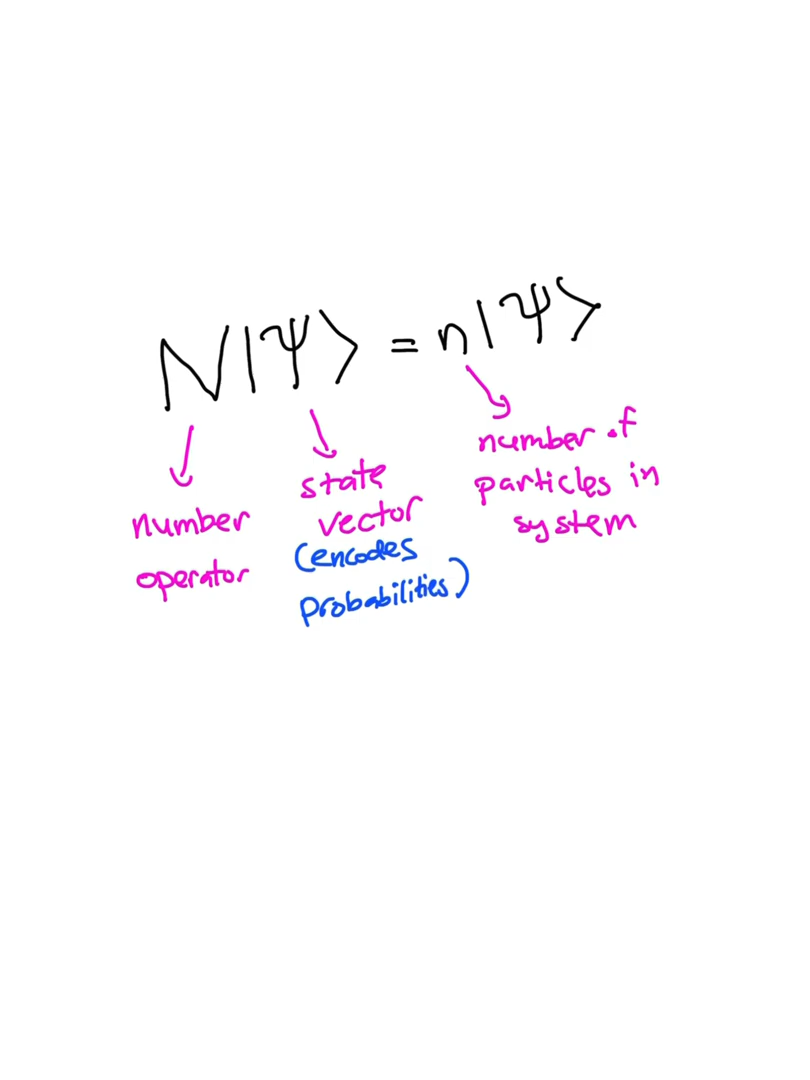 N|Ψ⟩ = n|Ψ⟩
number
operator
state
vector
(encodes
probabilities)
number of
particles in
system